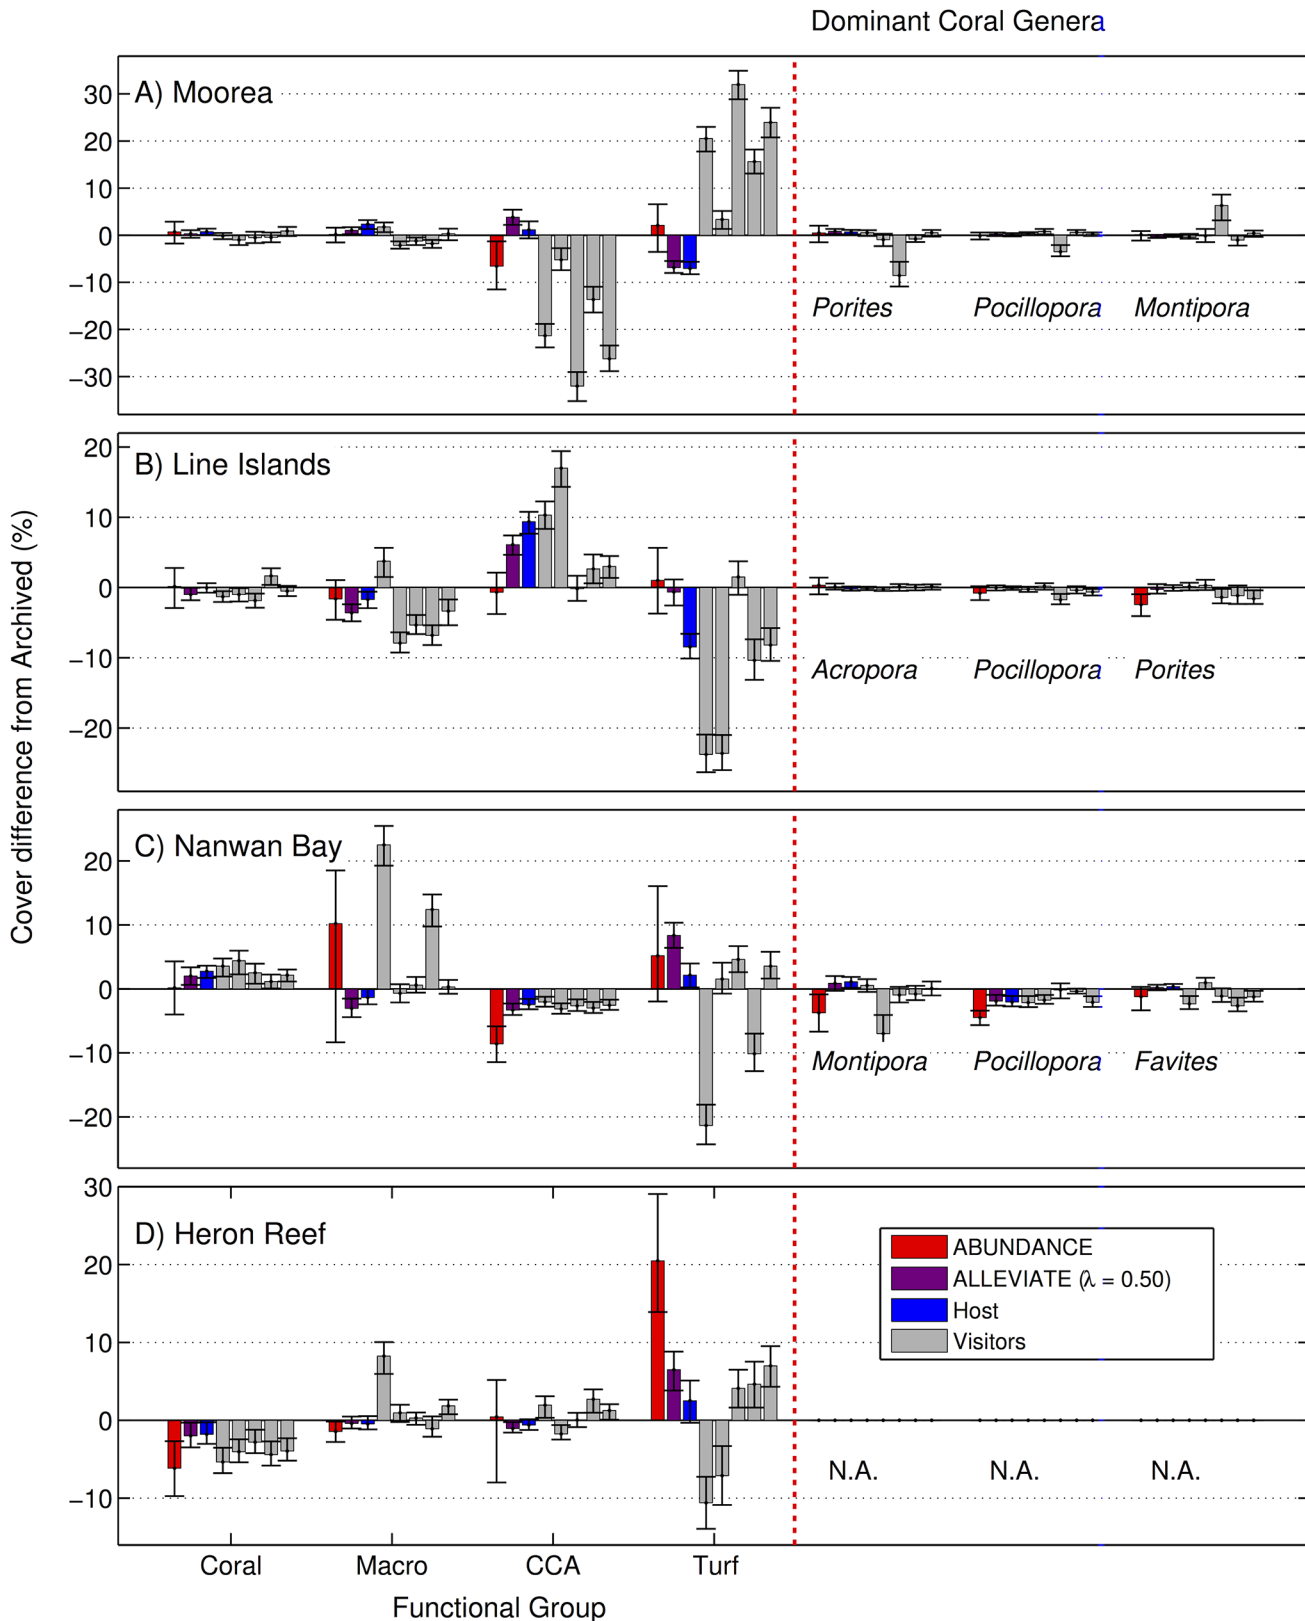 Dominant Coral Genera
Cover difference from Archived (%)
A) Moorea
30
20
10
0
−10
−20
−30
Porites Pocillopora Montipora
B) Line Islands
20
10
0
−10
−20
Acropora Pocillopora Porites
C) Nanwan Bay
20
10
0
−10
−20
Montipora Pocillopora Favites
D) Heron Reef
30
20
10
0
−10
ABUNDANCE
ALLEVIATE (λ = 0.50)
Host
Visitors
N.A. N.A. N.A.
Coral Macro CCA Turf
Functional Group